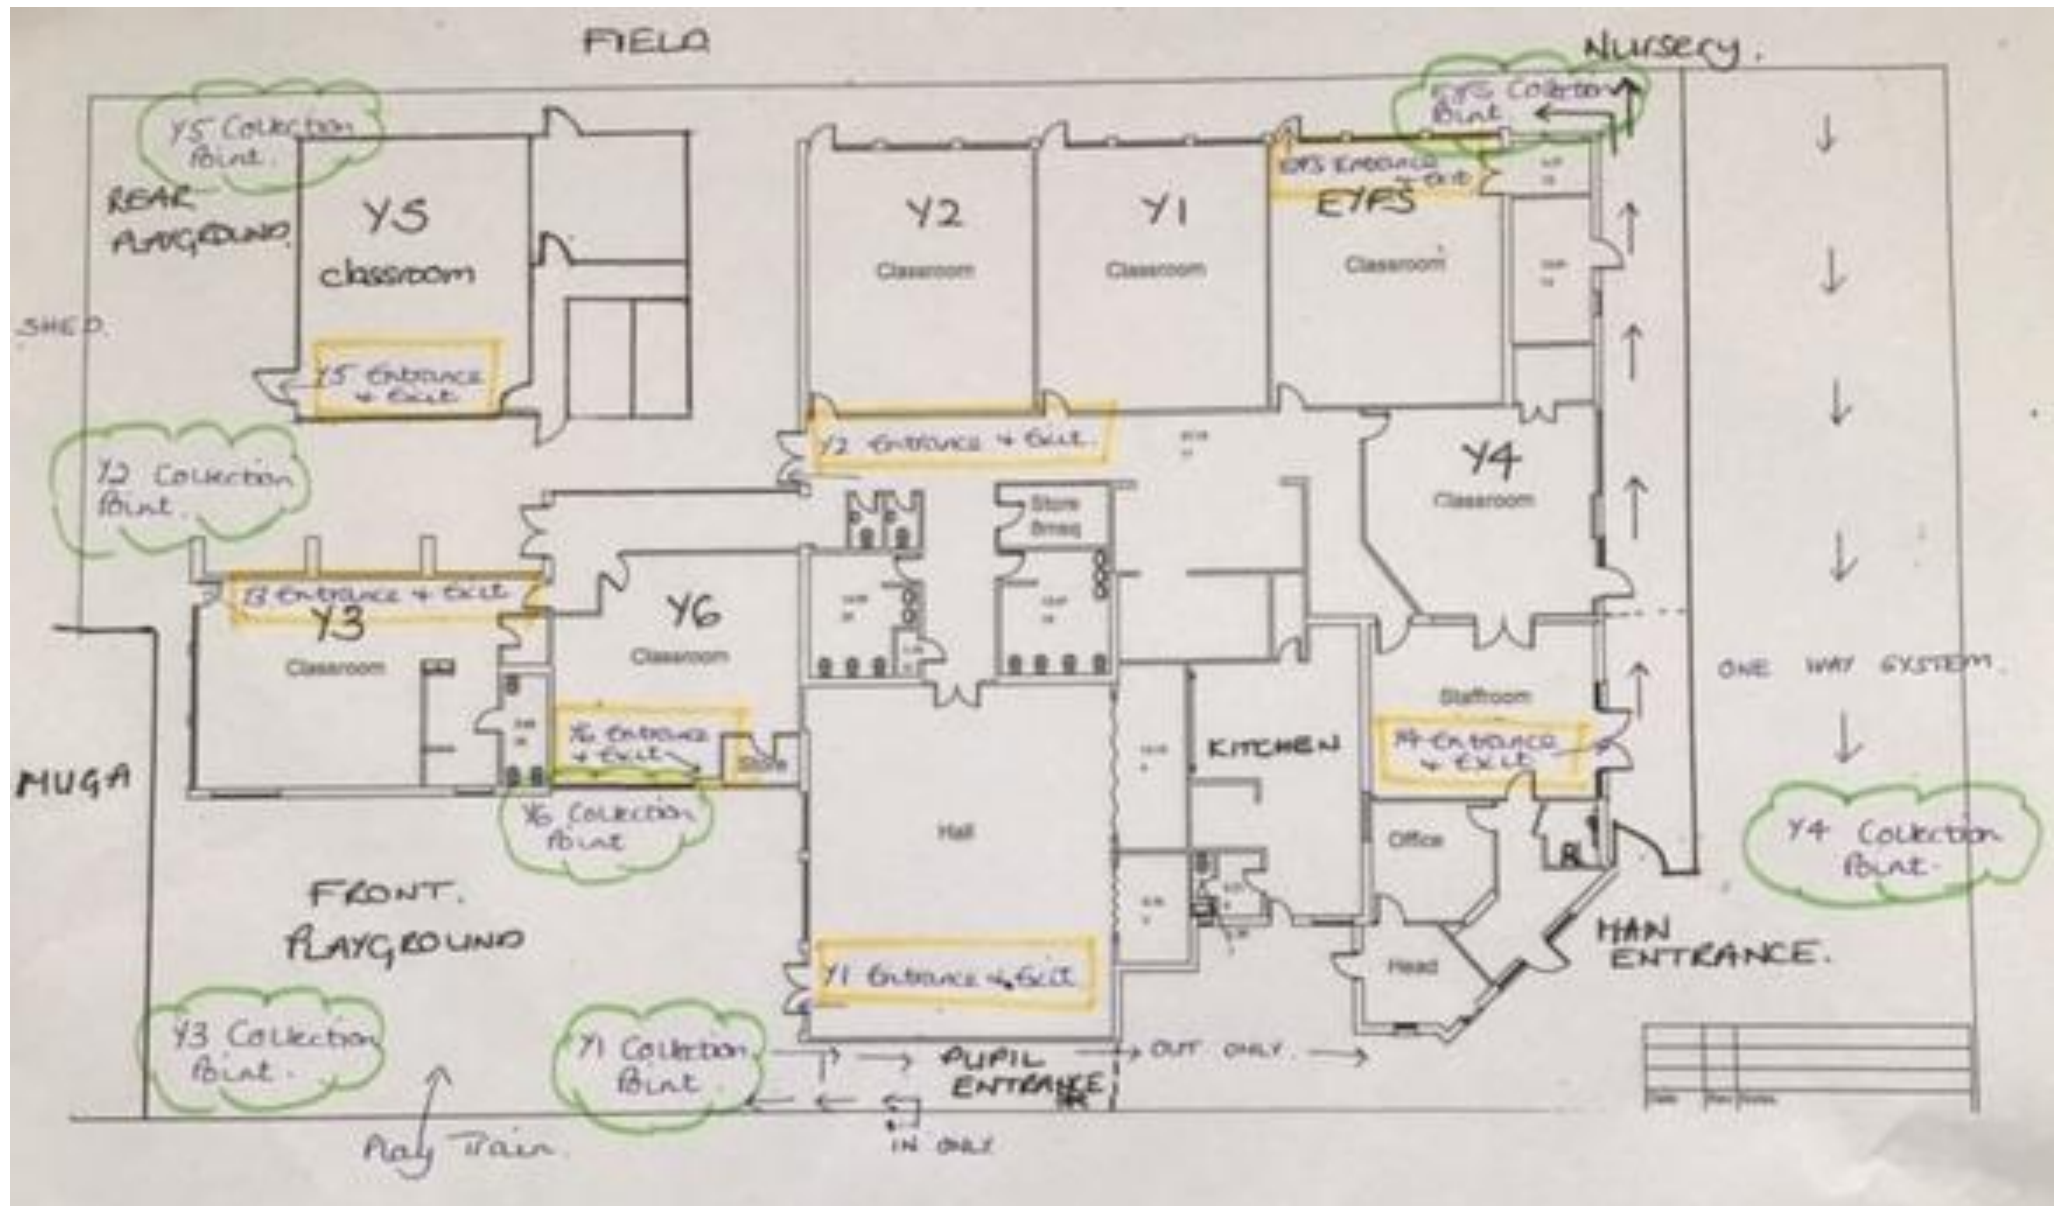 FIELD
Nursery.
Y5 Collection
Point.
EYFS Collection
Point
REAR
PLAYGROUND.
Y5
classroom
Y2
Classroom
Y1
Classroom
EYFS Entrance
& Exit
EYFS
Classroom
SHED.
Y5 Entrance
& Exit
Y2 Entrance & Exit.
Y4
Classroom
Y2 Collection
Point.
Store
Y3 Entrance & Exit
Y3
Classroom
Y6
Classroom
ONE WAY SYSTEM.
Staffroom
Y6 Entrance
& Exit
Store
KITCHEN
Y4 Entrance
& Exit
MUGA
Y6 Collection
Point
Hall
Office
R
Y4 Collection
Point.
FRONT.
PLAYGROUND
MAIN
ENTRANCE.
Y1 Entrance & Exit
Head
Y3 Collection
Point.
Y1 Collection
Point.
PUPIL
ENTRANCE
OUT ONLY.
IN ONLY
Play Train.
Date
Rev
Notes